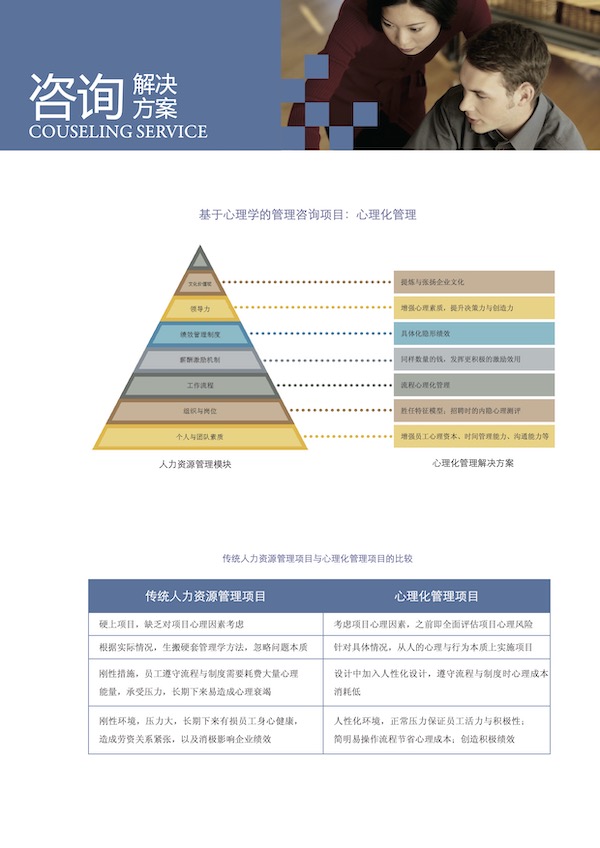 咨询
解决
方案
COUSELING SERVICE
基于心理学的管理咨询项目：心理化管理
文化价值观
提炼与张扬企业文化
领导力
增强心理素质，提升决策力与创造力
绩效管理制度
具体化隐形绩效
薪酬激励机制
同样数量的钱，发挥更积极的激励效用
工作流程
流程心理化管理
组织与岗位
胜任特征模型；招聘时的内隐心理测评
个人与团队素质
增强员工心理资本、时间管理能力、沟通能力等
人力资源管理模块
心理化管理解决方案
传统人力资源管理项目与心理化管理项目的比较
传统人力资源管理项目
心理化管理项目
硬上项目，缺乏对项目心理因素考虑
考虑项目心理因素，之前即全面评估项目心理风险
根据实际情况，生搬硬套管理学方法，忽略问题本质
针对具体情况，从人的心理与行为本质上实施项目
刚性措施，员工遵守流程与制度需要耗费大量心理
能量，承受压力，长期下来易造成心理衰竭
设计中加入人性化设计，遵守流程与制度时心理成本
消耗低
刚性环境，压力大，长期下来有损员工身心健康，
造成劳资关系紧张，以及消极影响企业绩效
人性化环境，正常压力保证员工活力与积极性；
简明易操作流程节省心理成本；创造积极绩效